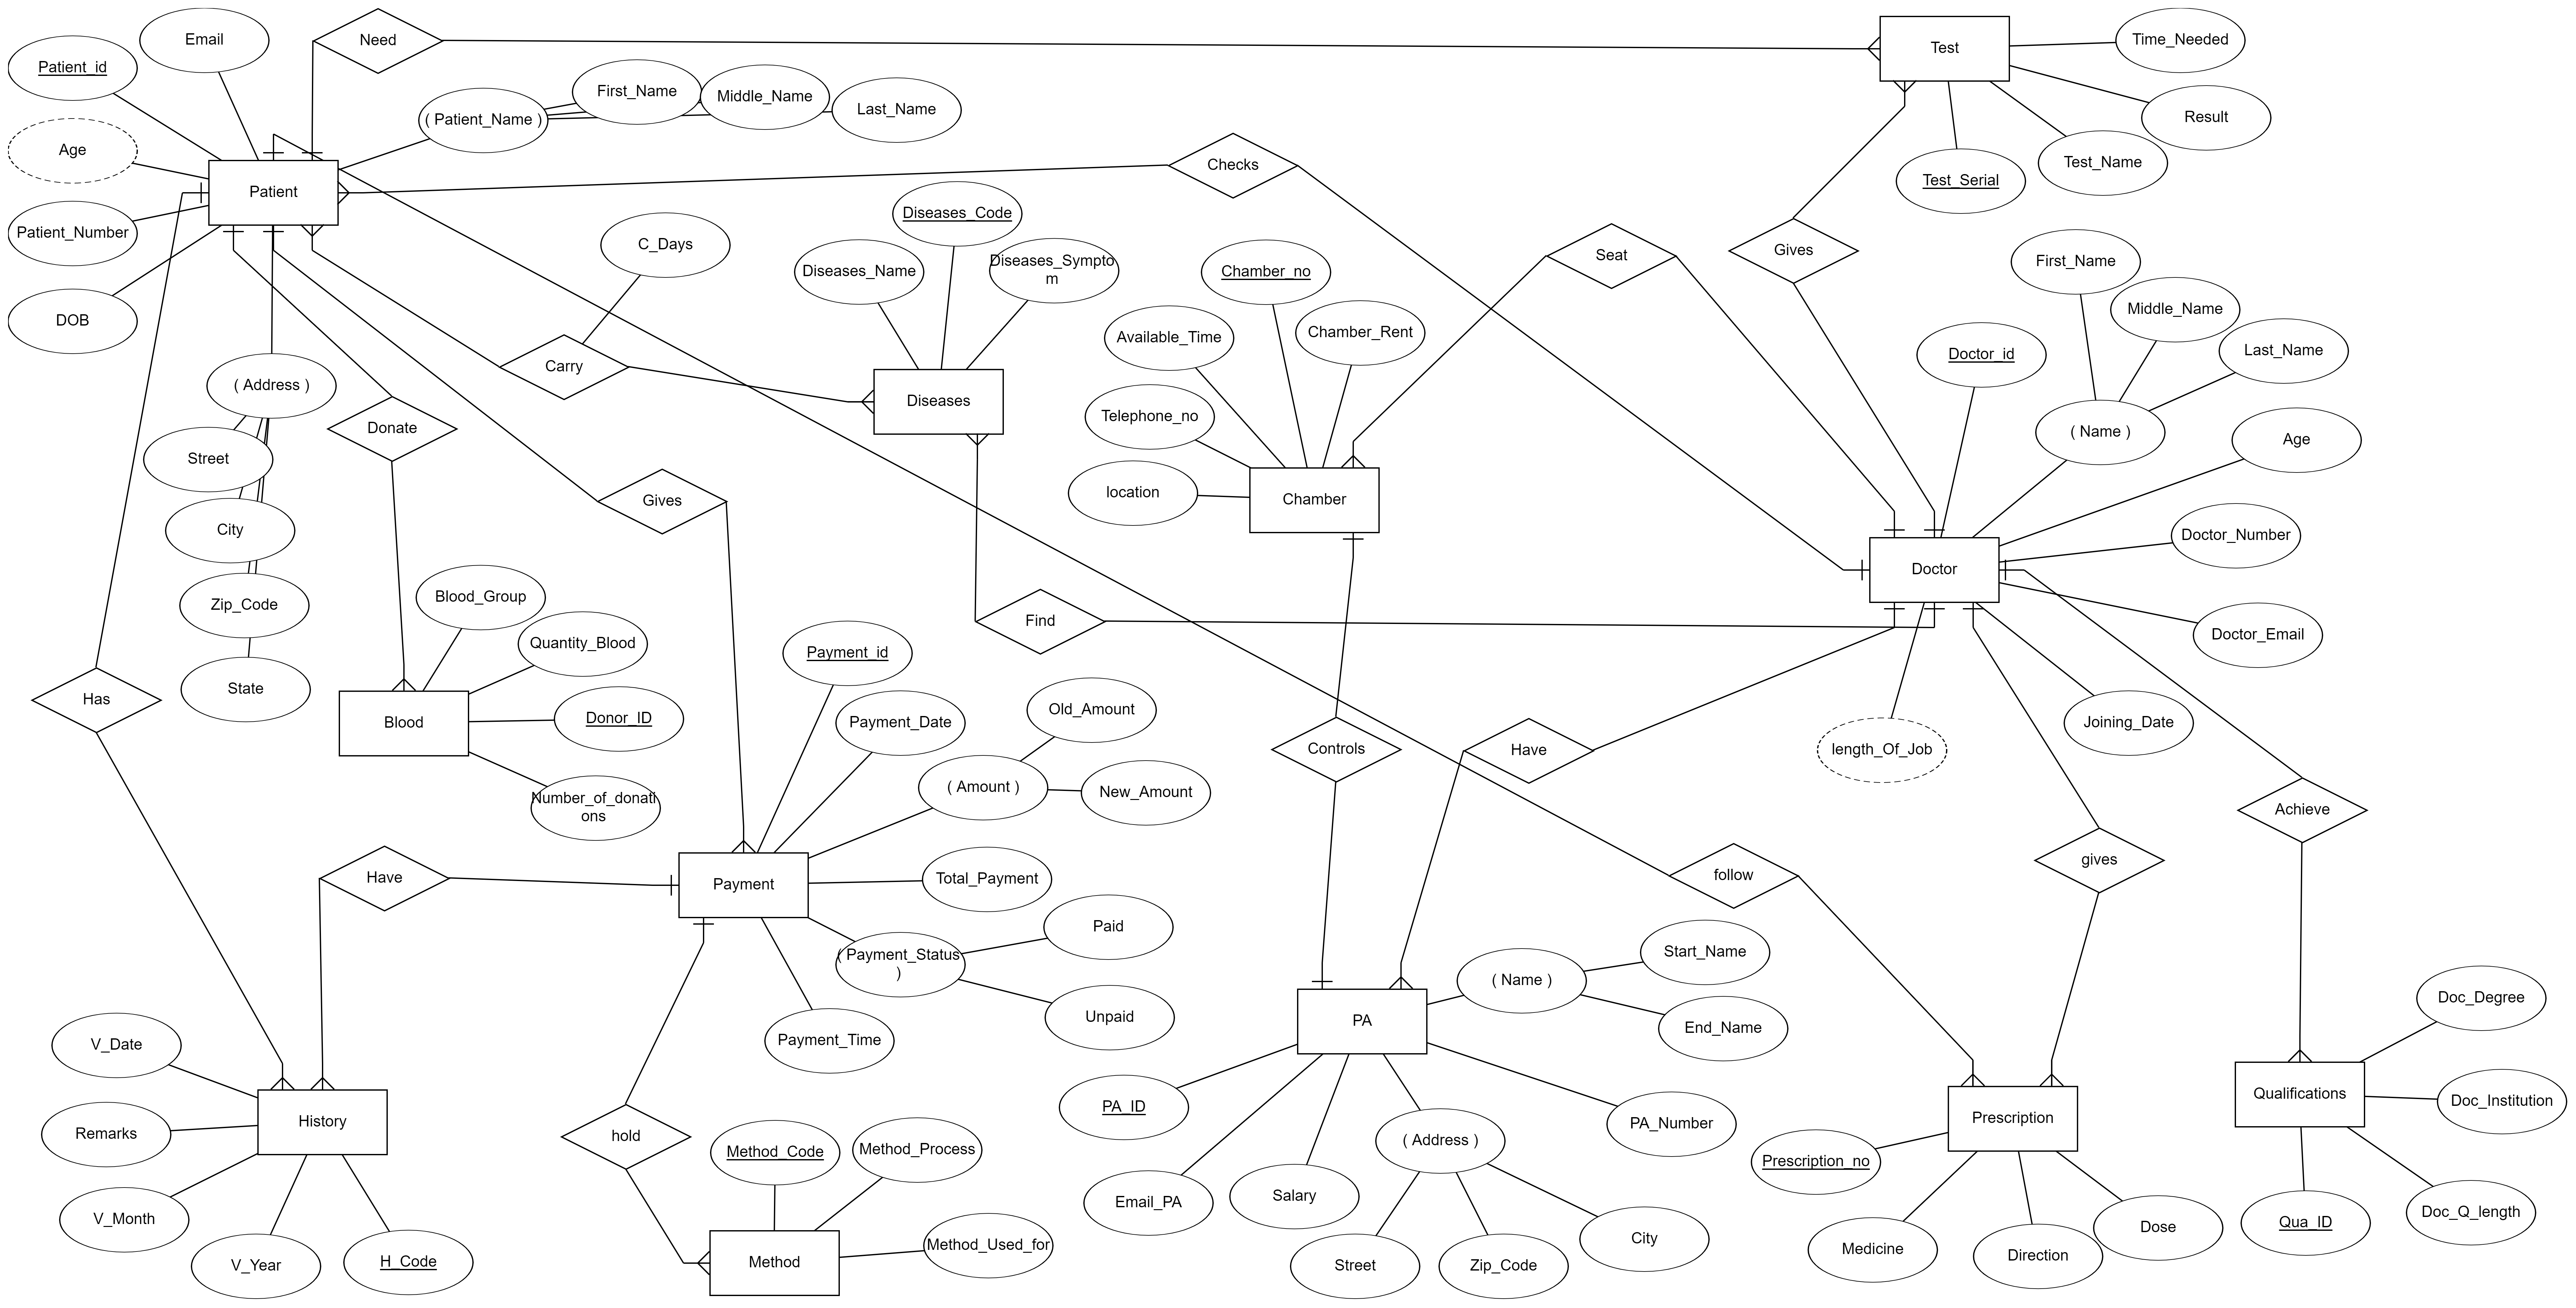 Need
Email
Patient_id
Test
Time_Needed
First_Name
Middle_Name
Last_Name
( Patient_Name )
Result
Age
Checks
Test_Name
Test_Serial
Patient
Diseases_Code
Patient_Number
C_Days
Gives
Seat
First_Name
Diseases_Name
Diseases_Sympto
m
Chamber_no
Middle_Name
DOB
Available_Time
Chamber_Rent
Doctor_id
Last_Name
Carry
( Address )
Diseases
Telephone_no
( Name )
Age
Donate
Street
location
Chamber
Gives
City
Doctor_Number
Doctor
Blood_Group
Zip_Code
Find
Doctor_Email
Quantity_Blood
Payment_id
State
Has
Blood
Donor_ID
Payment_Date
Old_Amount
Controls
Have
length_Of_Job
Joining_Date
Number_of_donati
ons
( Amount )
New_Amount
Achieve
Have
Payment
Total_Payment
follow
gives
Paid
( Payment_Status
)
Start_Name
( Name )
Unpaid
PA
End_Name
Doc_Degree
V_Date
Payment_Time
Remarks
History
hold
PA_ID
PA_Number
Prescription
Qualifications
Doc_Institution
Method_Code
Method_Process
( Address )
Prescription_no
V_Month
Email_PA
Salary
Doc_Q_length
Qua_ID
V_Year
H_Code
Method
Method_Used_for
Street
Zip_Code
City
Medicine
Direction
Dose